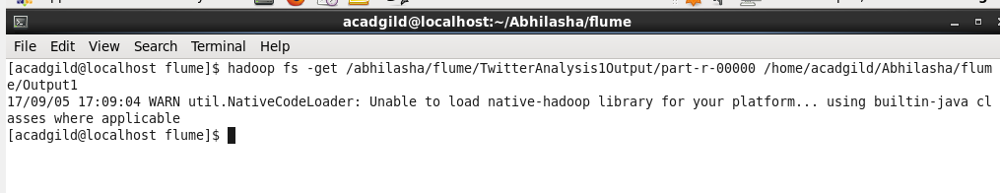 acadgild@localhost:~/Abhilasha/flume
File Edit View Search Terminal Help
[acadgild@localhost flume]$ hadoop fs -get /abhilasha/flume/TwitterAnalysis1Output/part-r-00000 /home/acadgild/Abhilasha/flum
e/Output1
17/09/05 17:09:04 WARN util.NativeCodeLoader: Unable to load native-hadoop library for your platform... using builtin-java cl
asses where applicable
[acadgild@localhost flume]$